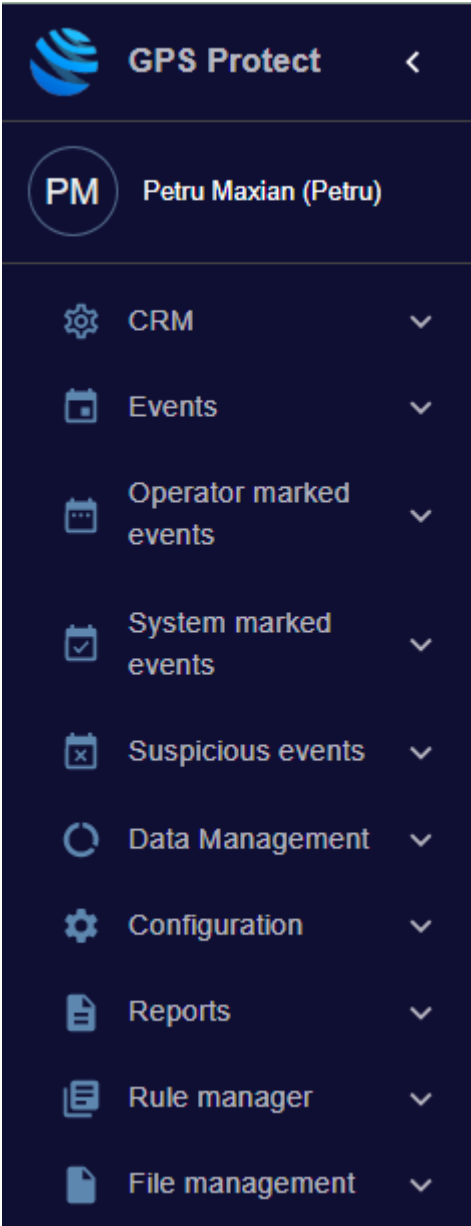 GPS Protect
PM
Petru Maxian (Petru)
CRM
Events
Operator marked
events
System marked
events
Suspicious events
Data Management
Configuration
Reports
Rule manager
File management